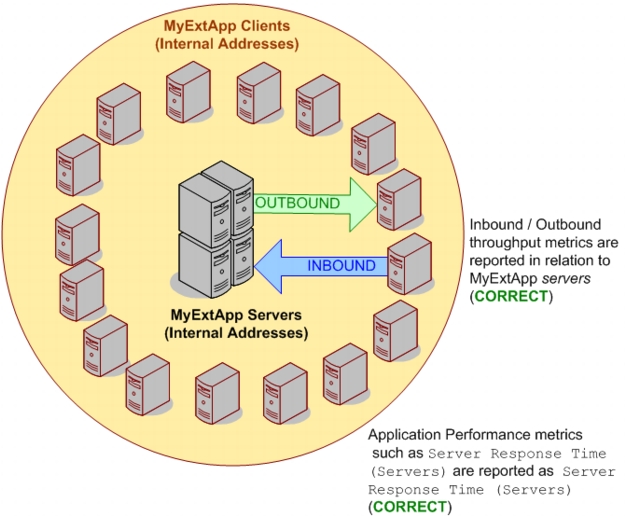 MyExtApp Clients
(Internal Addresses)
OUTBOUND
INBOUND
MyExtApp Servers
(Internal Addresses)
Inbound / Outbound
throughput metrics are
reported in relation to
MyExtApp servers
(CORRECT)
Application Performance metrics
such as Server Response Time
(Servers) are reported as Server
Response Time (Servers)
(CORRECT)